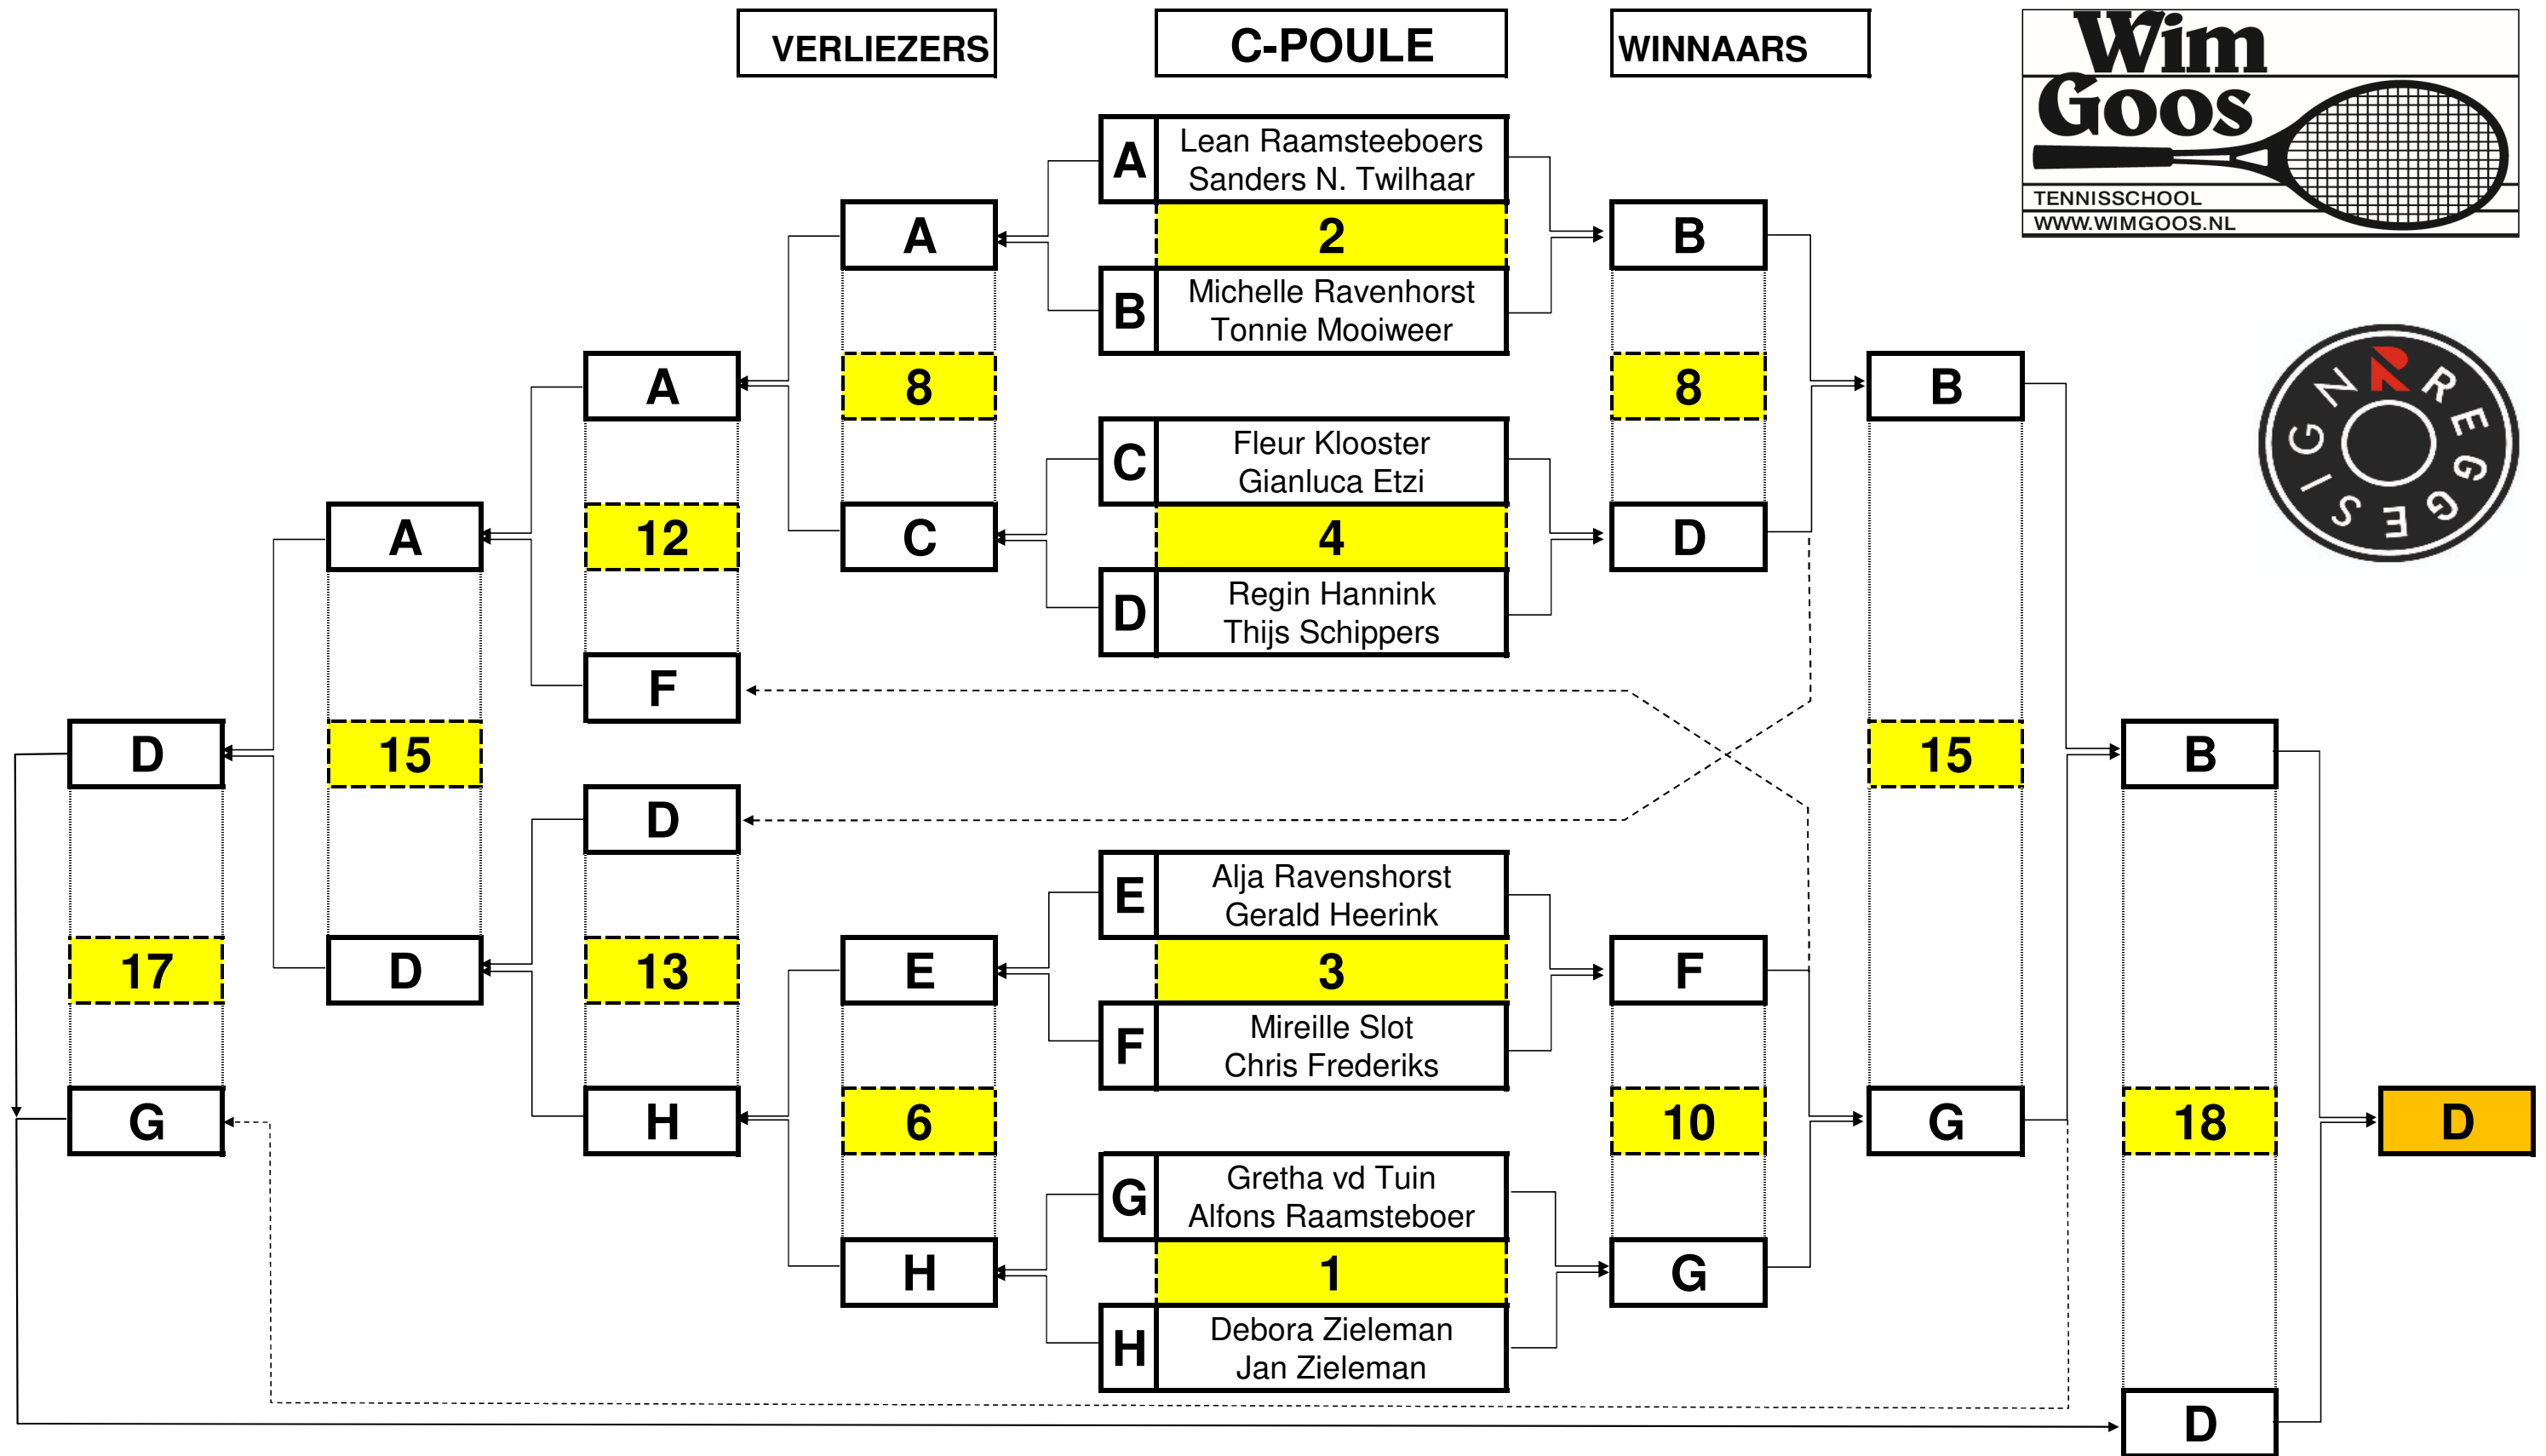 VERLIEZERS
C-POULE
WINNAARS
Wim
Goos
TENNISSCHOOL
WWW.WIMGOOS.NL
A
Lean Raamsteeboers
Sanders N. Twilhaar
A
2
B
B
Michelle Ravenhorst
Tonnie Mooiweer
A
8
8
B
R REGGESIGN
C
Fleur Klooster
Gianluca Etzi
A
12
C
4
D
D
Regin Hannink
Thijs Schippers
F
D
15
15
B
D
E
Alja Ravenshorst
Gerald Heerink
17
D
13
E
3
F
F
Mireille Slot
Chris Frederiks
G
H
6
10
G
18
D
G
Gretha vd Tuin
Alfons Raamsteboer
H
1
G
H
Debora Zieleman
Jan Zieleman
D